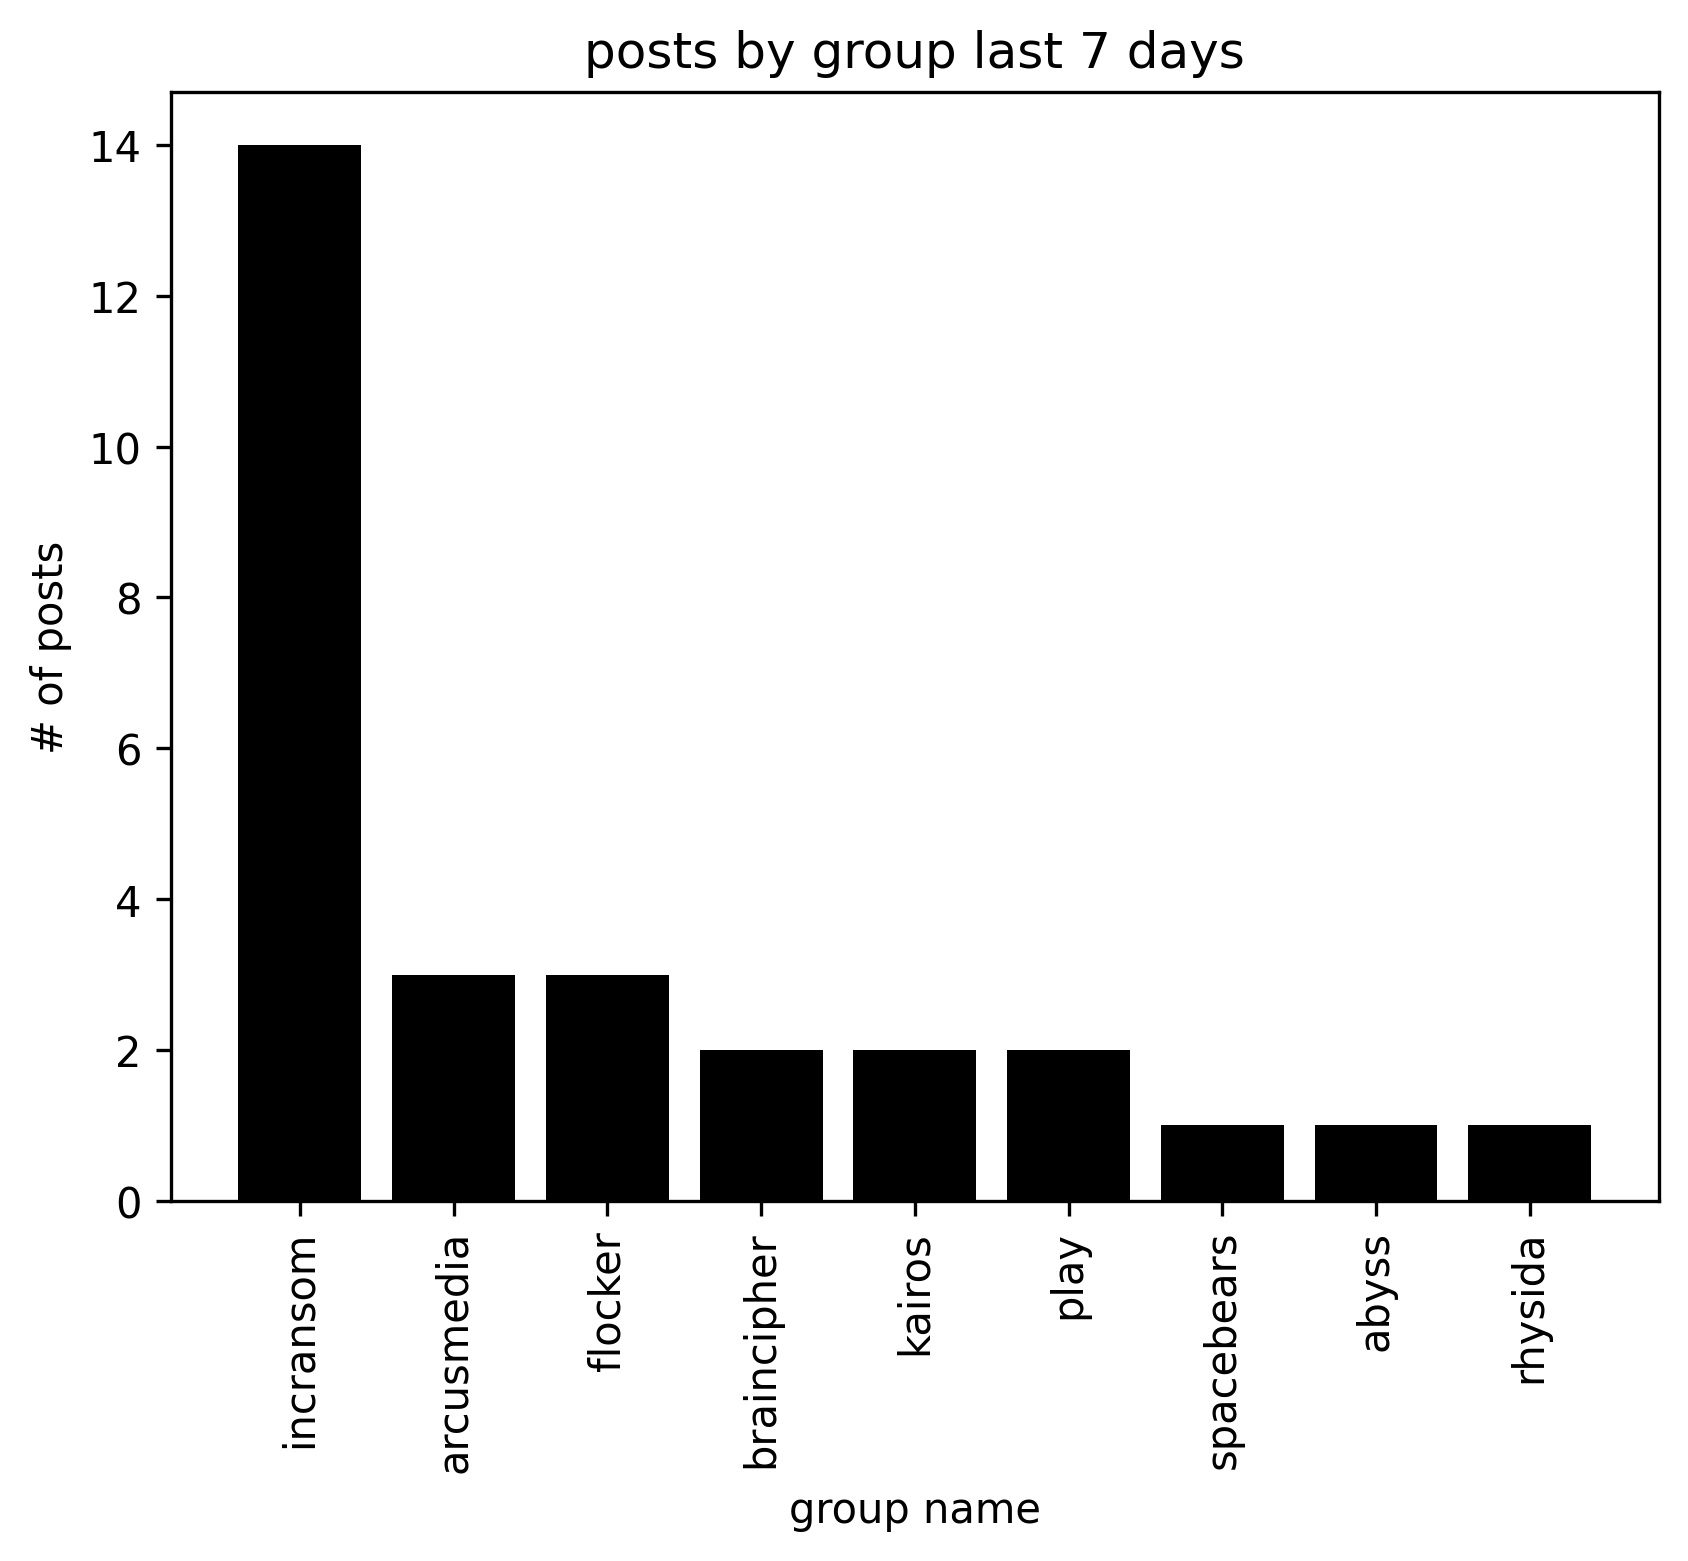 posts by group last 7 days
14
12
10
8
6
4
2
0
# of posts
incransom
arcusmedia
flocker
braincipher
kairos
play
spacebears
abyss
rhysida
group name